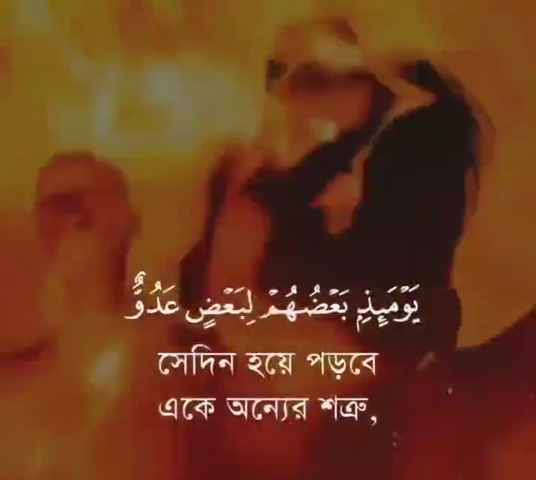 يَوْمَئِذٍۭ بَعْضُهُمْ لِبَعْضٍ عَدُوٌّ
সেদিন হয়ে পড়বে
একে অন্যের শত্রু,